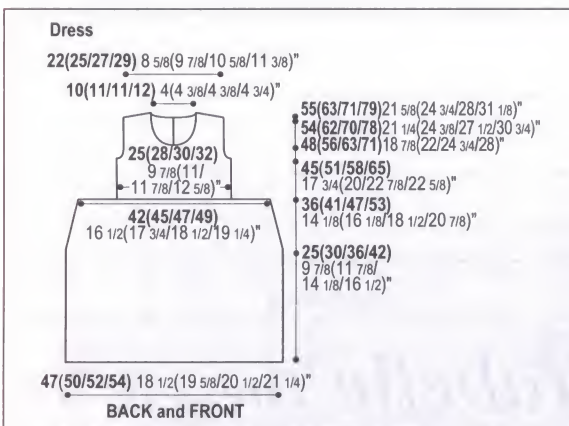 Dress
22(25/27/29) 8 5/8(9 7/8/10 5/8/11 3/8)"
10(11/11/12) 4(4 3/8/4 3/8/4 3/4)"
25(28/30/32)
9 7/8(11/
11 7/8/12 5/8)"
42(45/47/49)
16 1/2(17 3/4/18 1/2/19 1/4)"
55(63/71/79)21 5/8(24 3/4/28/31 1/8)"
54(62/70/78)21 1/4(24 3/8/27 1/2/30 3/4)"
48(56/63/71)18 7/8(22/24 3/4/28)"
45(51/58/65)
17 3/4(20/22 7/8/22 5/8)"
36(41/47/53)
14 1/8(16 1/8/18 1/2/20 7/8)"
25(30/36/42)
9 7/8(11 7/8/
14 1/8/16 1/2)"
47(50/52/54) 18 1/2(19 5/8/20 1/2/21 1/4)"
BACK and FRONT